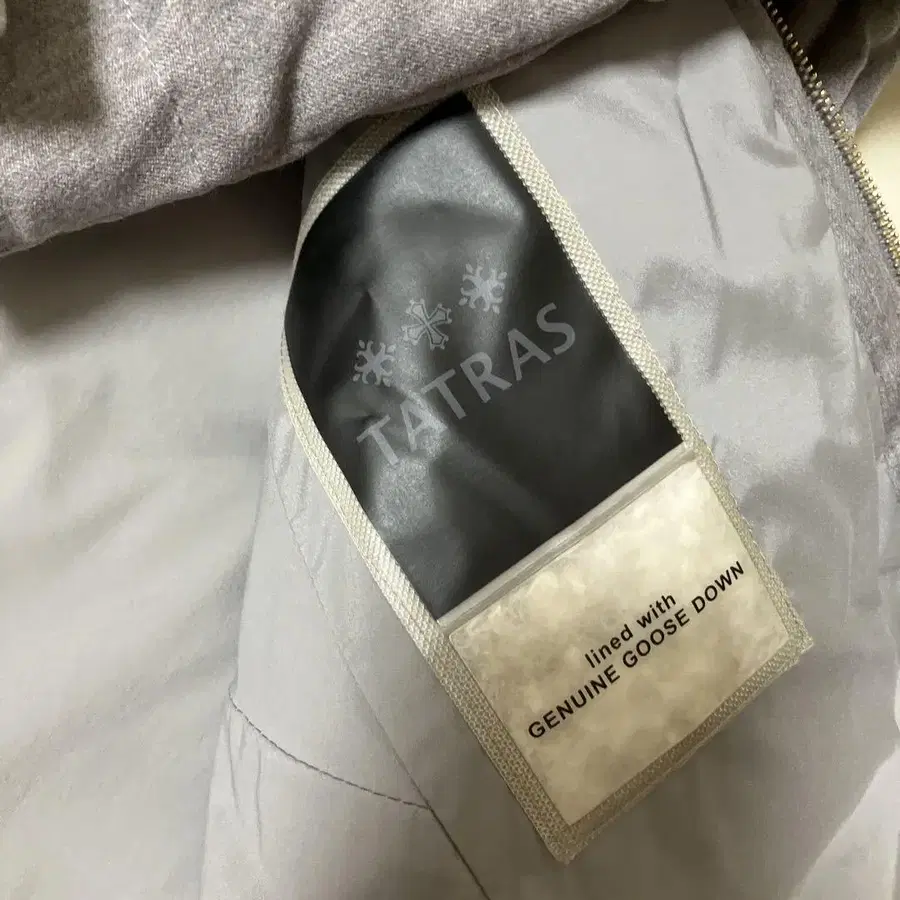 TATRAS
lined with
GENUINE GOOSE DOWN